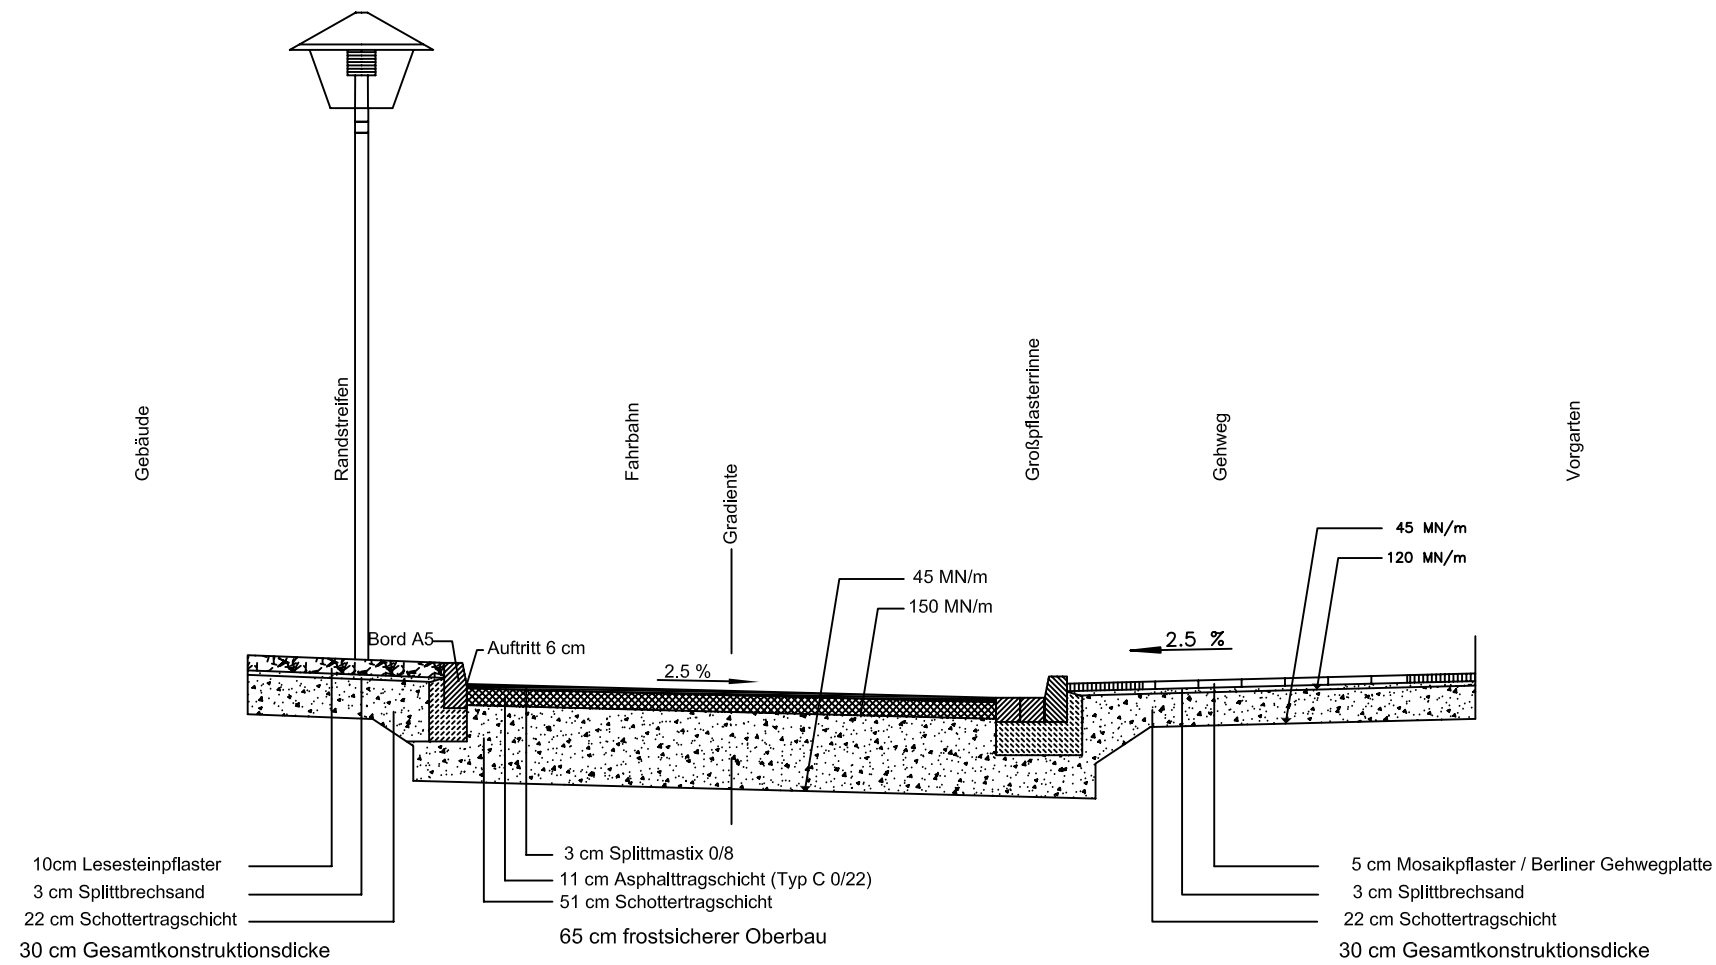 Gebäude
Randstreifen
Fahrbahn
Gradiente
Großpflasterrinne
Gehweg
Vorgarten
45 MN/m
120 MN/m
45 MN/m
150 MN/m
Bord A5
Auftritt 6 cm
2.5 %
2.5 %
10cm Lesesteinpflaster
3 cm Splittbrechsand
22 cm Schottertragschicht
30 cm Gesamtkonstruktionsdicke
3 cm Splittmastix 0/8
11 cm Asphalttragschicht (Typ C 0/22)
51 cm Schottertragschicht
65 cm frostsicherer Oberbau
5 cm Mosaikpflaster / Berliner Gehwegplatte
3 cm Splittbrechsand
22 cm Schottertragschicht
30 cm Gesamtkonstruktionsdicke